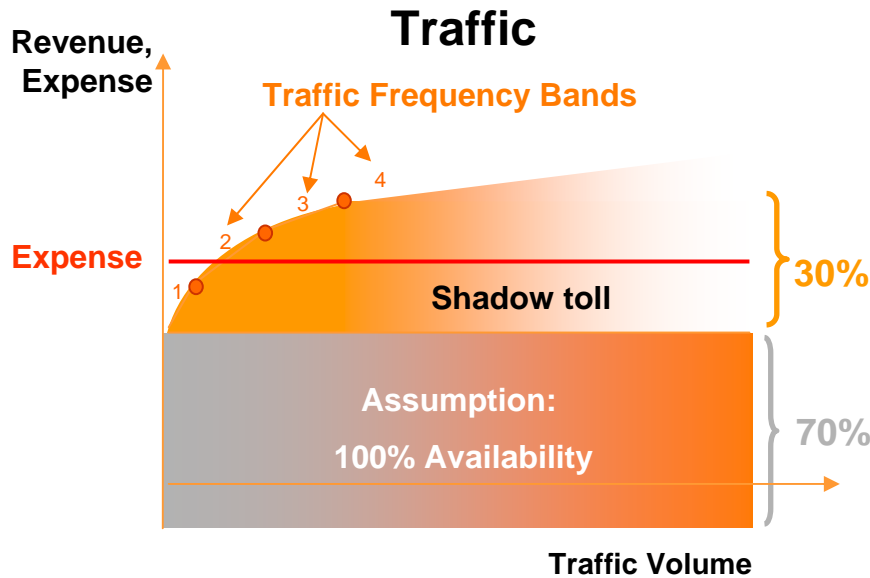 Traffic
Revenue,
Expense
Traffic Frequency Bands
4
3
2
Expense
1
Shadow toll
30%
Assumption:
100% Availability
70%
Traffic Volume